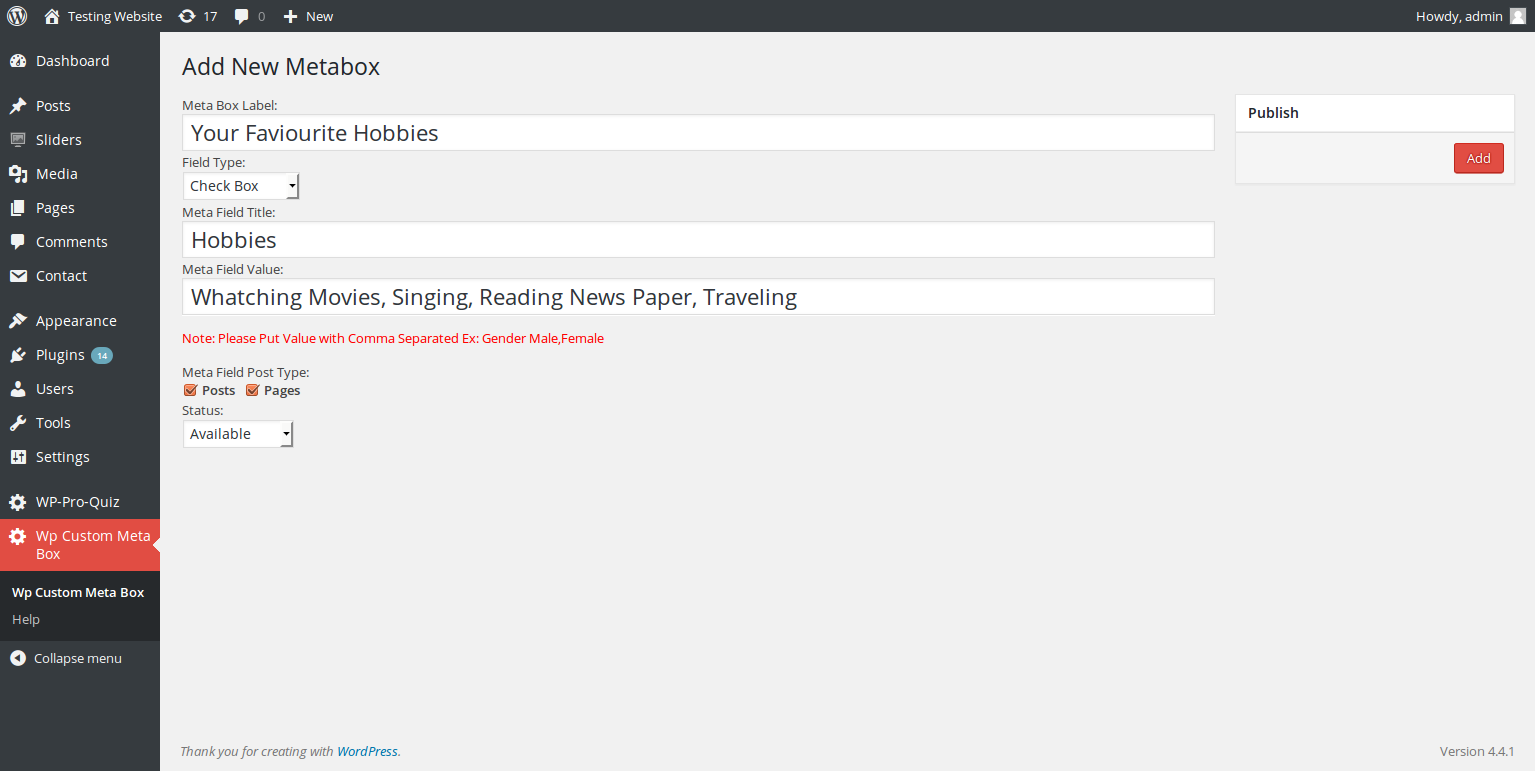 Testing Website 17 0 New Howdy, admin
Dashboard
Posts
Sliders
Media
Pages
Comments
Contact
Appearance
Plugins 14
Users
Tools
Settings
WP-Pro-Quiz
Wp Custom Meta
Box
Wp Custom Meta Box
Help
Collapse menu
Add New Metabox
Meta Box Label:
Your Faviourite Hobbies
Field Type:
Check Box
Meta Field Title:
Hobbies
Meta Field Value:
Whatching Movies, Singing, Reading News Paper, Traveling
Note: Please Put Value with Comma Separated Ex: Gender Male,Female
Meta Field Post Type:
Posts Pages
Status:
Available
Publish
Add
Thank you for creating with WordPress.
Version 4.4.1